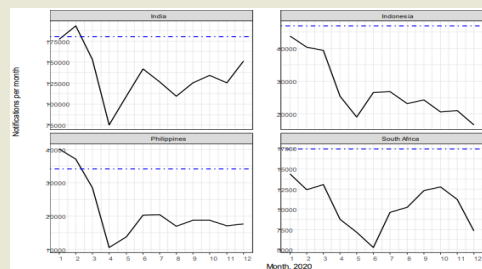 India
Indonesia
Notifications per month
175000
150000
125000
100000
75000
40000
30000
20000
Philippines
South Africa
40000
30000
20000
10000
17500
15000
12500
10000
7500
5000
1 2 3 4 5 6 7 8 9 10 11 12
1 2 3 4 5 6 7 8 9 10 11 12
Month, 2020